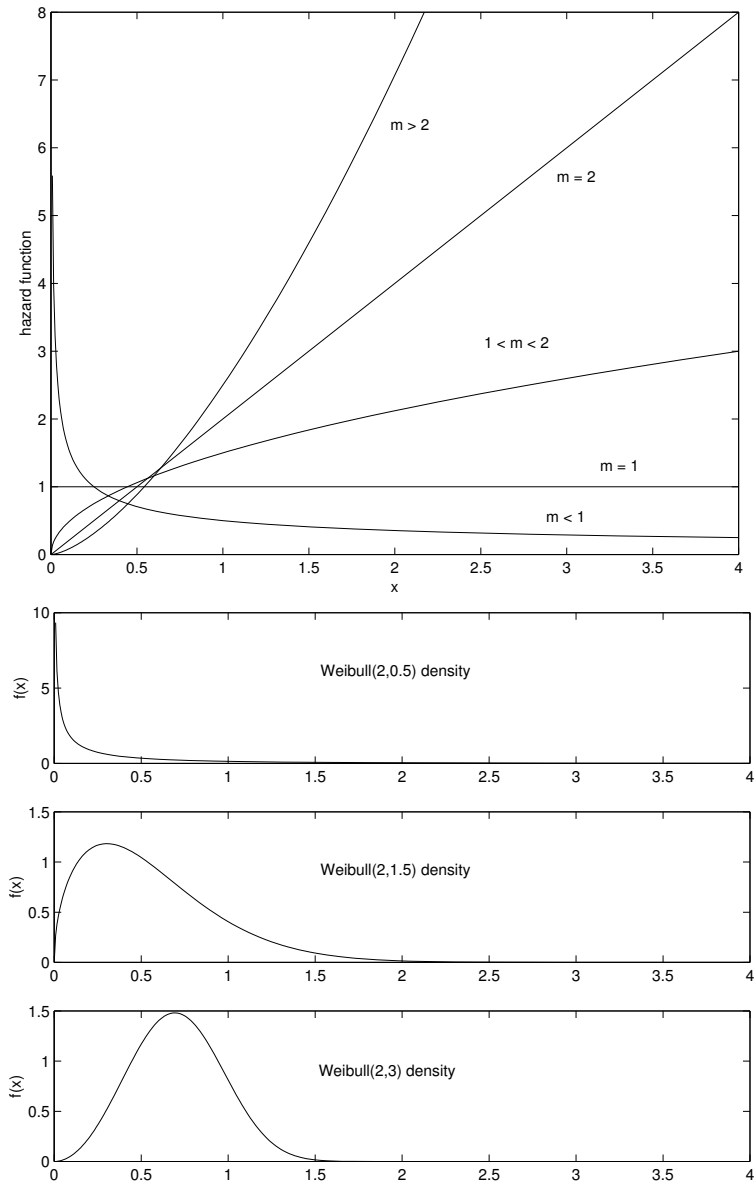 8
7
6
5
4
3
2
1
0
hazard function
m > 2
m = 2
1 < m < 2
m = 1
m < 1
0 0.5 1 1.5 2 2.5 3 3.5 4
x
10
5
0
f(x)
Weibull(2,0.5) density
0 0.5 1 1.5 2 2.5 3 3.5 4
1.5
1
0.5
0
f(x)
Weibull(2,1.5) density
0 0.5 1 1.5 2 2.5 3 3.5 4
1.5
1
0.5
0
f(x)
Weibull(2,3) density
0 0.5 1 1.5 2 2.5 3 3.5 4